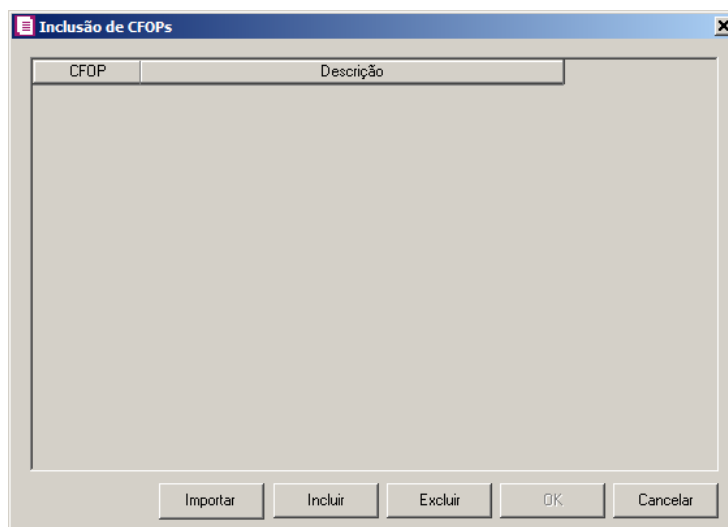 Inclusão de CFOPs
CFOP Descrição
Importar Incluir Excluir OK Cancelar